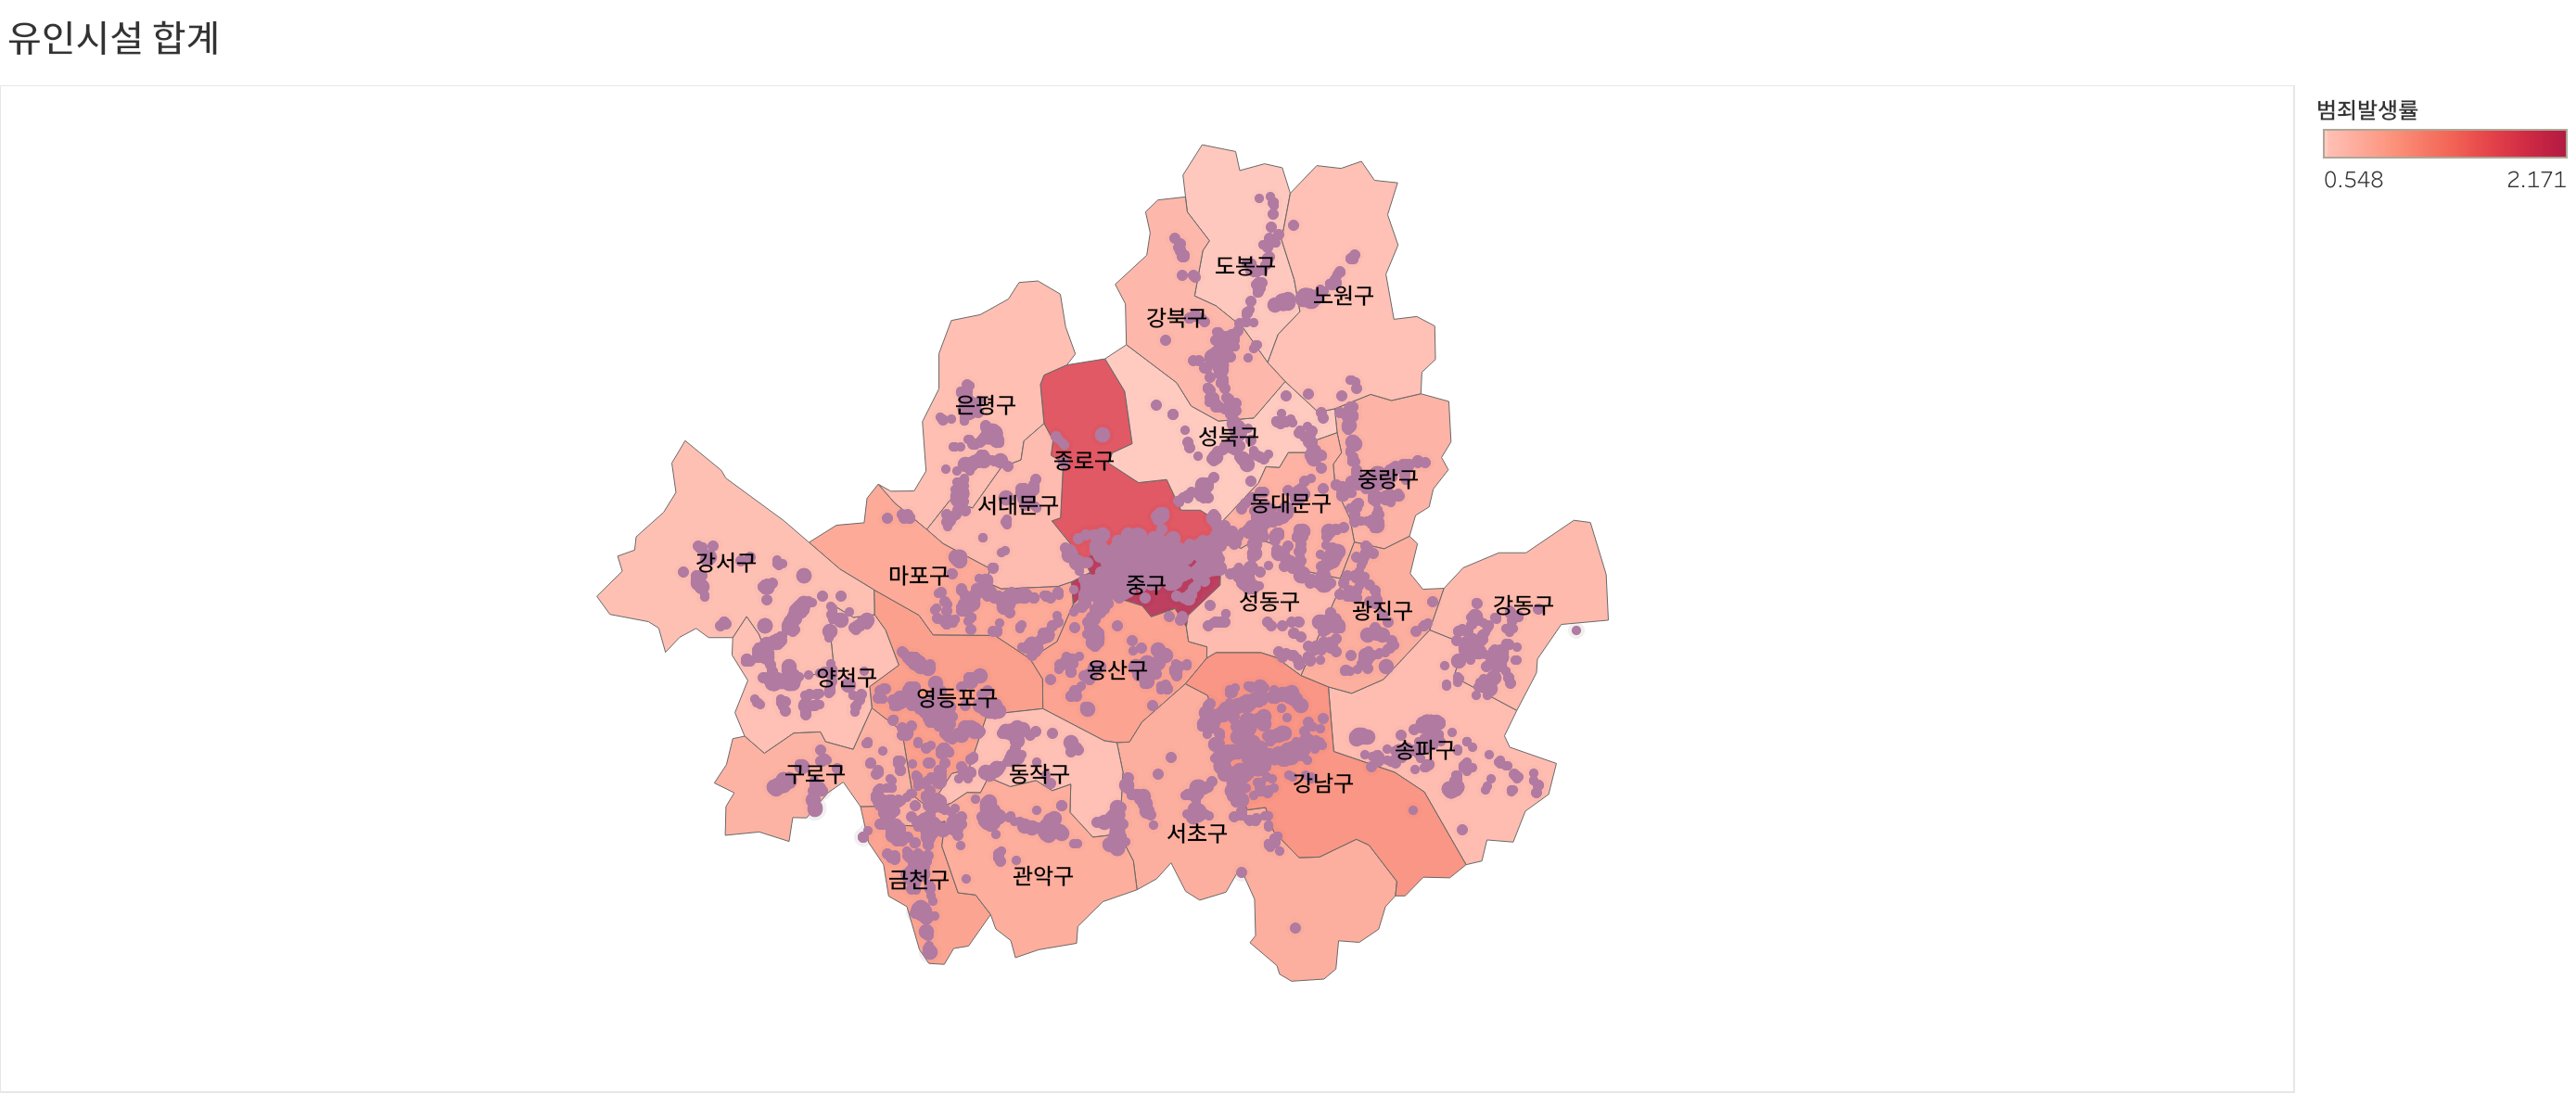 유인시설 합계
범죄발생률
0.548 2.171
도봉구
노원구
강북구
은평구
성북구
종로구
중랑구
서대문구
동대문구
강서구
마포구
중구
성동구
광진구
강동구
용산구
양천구
영등포구
송파구
구로구
동작구
강남구
서초구
관악구
금천구